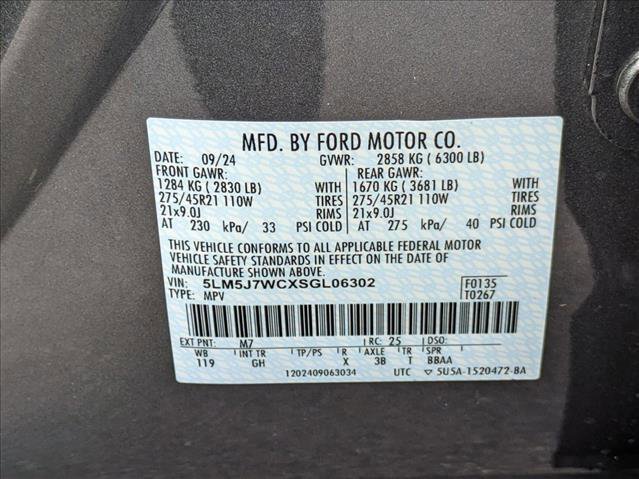 MFD. BY FORD MOTOR CO.
DATE: 09/24 GVWR: 2858 KG ( 6300 LB)
FRONT GAWR: REAR GAWR:
1284 KG ( 2830 LB) WITH 1670 KG ( 3681 LB) WITH
275/45R21 110W TIRES 275/45R21 110W TIRES
21x9.0J RIMS 21x9.0J RIMS
AT 230 kPa/ 33 PSI COLD AT 275 kPa/ 40 PSI COLD
THIS VEHICLE CONFORMS TO ALL APPLICABLE FEDERAL MOTOR
VEHICLE SAFETY STANDARDS IN EFFECT ON THE DATE OF
MANUFACTURE SHOWN ABOVE.
VIN: 5LM5J7WCXSGL06302 F0135
TYPE: MPV T0267
EXT PNT: M7 RC: 25 DSO:
WB INT TR TP/PS R AXLE TR SPR
119 GH X 3B T BBAA
1202409063034 UTC ▽ 5U5A-1520472-BA